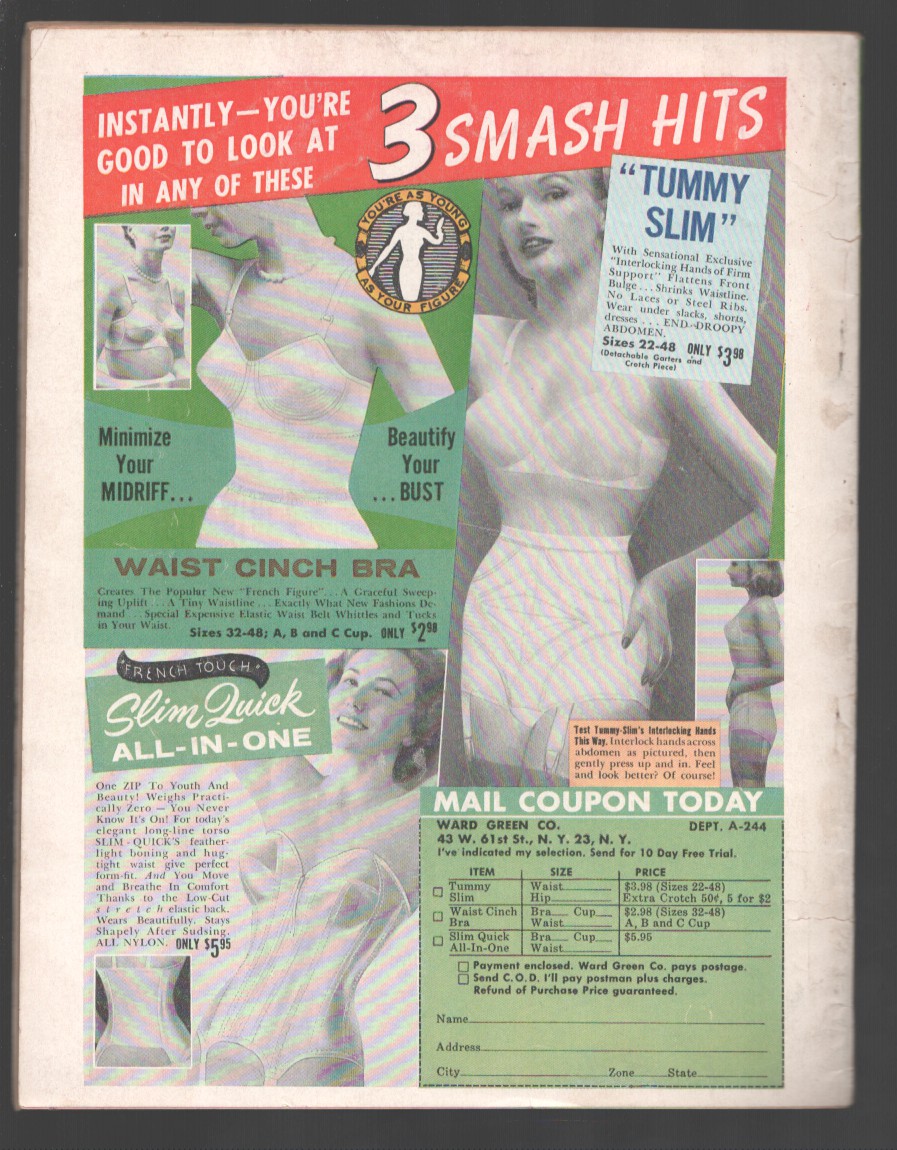 INSTANTLY—YOU'RE
GOOD TO LOOK AT
IN ANY OF THESE
3 SMASH HITS
YOU'RE AS YOUNG
AS YOUR FIGURE
"TUMMY
SLIM"
With Sensational Exclusive
"Interlocking Hands of Firm
Support" Flattens Front
Bulge . . . Shrinks Waistline.
No Laces or Steel Ribs.
Wear under slacks, shorts,
dresses . . . END-DROOPY
ABDOMEN.
Sizes 22-48 ONLY $3.98
(Detachable Garters and
Crotch Piece)
Minimize
Your
MIDRIFF...
Beautify
Your
...BUST
WAIST CINCH BRA
Creates The Popular New "French Figure". . . A Graceful Sweep-
ing Uplift . . . A Tiny Waistline . . . Exactly What New Fashions De-
mand . . Special Expensive Elastic Waist Belt Whittles and Tucks
in Your Waist.
Sizes 32-48; A, B and C Cup. ONLY $2.98
FRENCH TOUCH
Slim Quick
ALL-IN-ONE
One ZIP To Youth And
Beauty! Weighs Practi-
cally Zero — You Never
Know It's On! For today's
elegant long-line torso
SLIM-QUICK'S feather-
light boning and hug-
tight waist give perfect
form-fit. And You Move
and Breathe In Comfort
Thanks to the Low-Cut
stretch elastic back.
Wears Beautifully. Stays
Shapely After Sudsing.
ALL NYLON. ONLY $5.95
Test Tummy-Slim's Interlocking Hands
This Way. Interlock hands across
abdomen as pictured, then
gently press up and in. Feel
and look better? Of course!
MAIL COUPON TODAY
WARD GREEN CO. DEPT. A-244
43 W. 61st St., N. Y. 23, N. Y.
I've indicated my selection. Send for 10 Day Free Trial.
ITEM SIZE PRICE
Tummy Waist $3.98 (Sizes 22-48)
Slim Hip Extra Crotch 50¢, 5 for $2
Waist Cinch Bra Cup $2.98 (Sizes 32-48)
Bra Waist A, B and C Cup
Slim Quick Bra Cup $5.95
All-In-One Waist
Payment enclosed. Ward Green Co. pays postage.
Send C.O.D. I'll pay postman plus charges.
Refund of Purchase Price guaranteed.
Name
Address
City Zone State